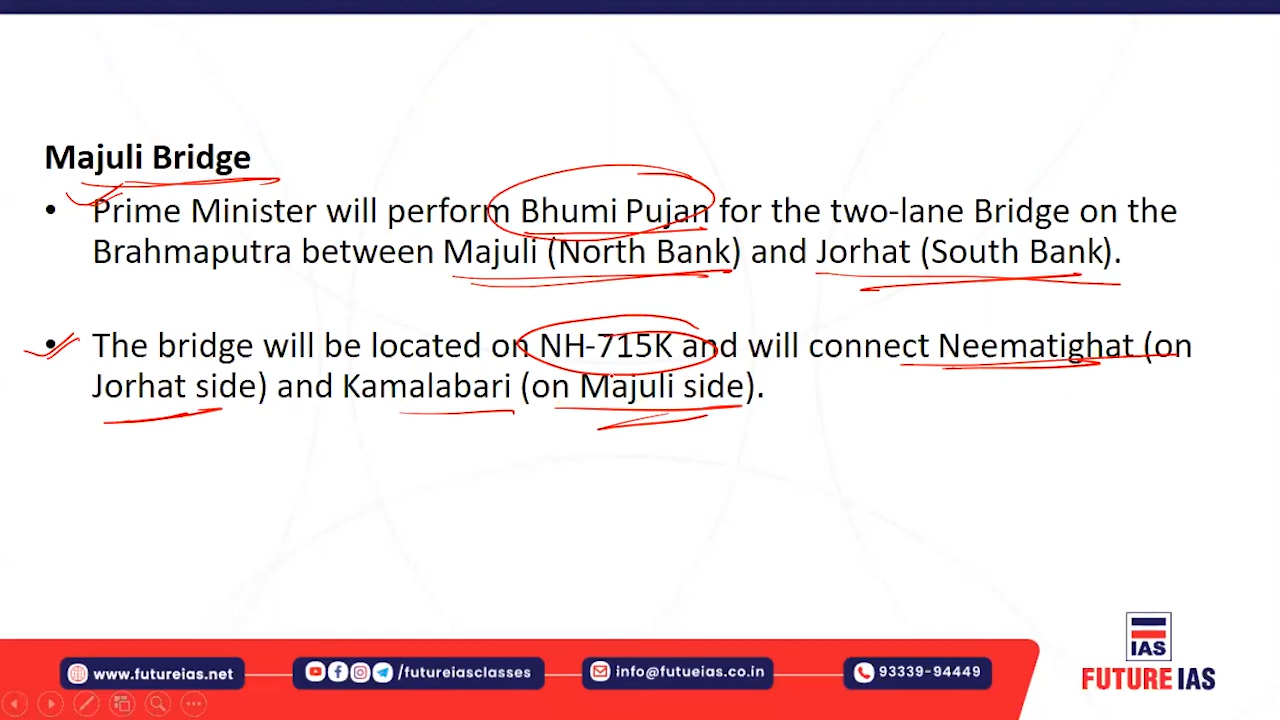 Majuli Bridge
• Prime Minister will perform Bhumi Pujan for the two-lane Bridge on the
Brahmaputra between Majuli (North Bank) and Jorhat (South Bank).
• The bridge will be located on NH-715K and will connect Neematighat (on
Jorhat side) and Kamalabari (on Majuli side).
IAS
FUTURE IAS
www.futureias.net
/futureiasclasses
info@futueias.co.in
93339-94449